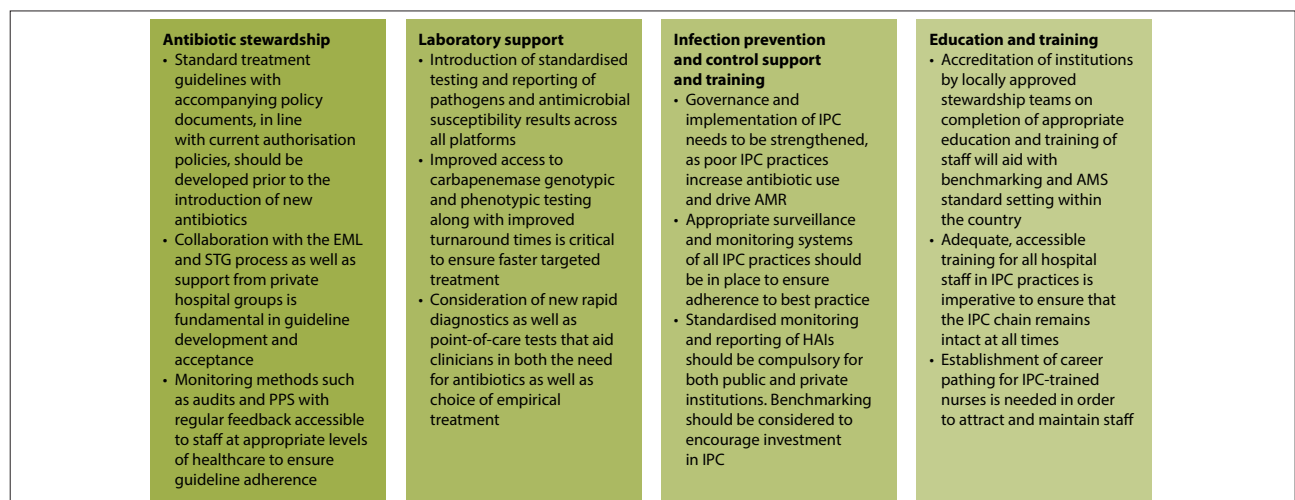 Antibiotic stewardship
• Standard treatment
guidelines with
accompanying policy
documents, in line
with current authorisation
policies, should be
developed prior to the
introduction of new
antibiotics
• Collaboration with the EML
and STG process as well as
support from private
hospital groups is
fundamental in guideline
development and
acceptance
• Monitoring methods such
as audits and PPS with
regular feedback accessible
to staff at appropriate levels
of healthcare to ensure
guideline adherence
Laboratory support
• Introduction of standardised
testing and reporting of
pathogens and antimicrobial
susceptibility results across
all platforms
• Improved access to
carbapenemase genotypic
and phenotypic testing
along with improved
turnaround times is critical
to ensure faster targeted
treatment
• Consideration of new rapid
diagnostics as well as
point-of-care tests that aid
clinicians in both the need
for antibiotics as well as
choice of empirical
treatment
Infection prevention
and control support
and training
• Governance and
implementation of IPC
needs to be strengthened,
as poor IPC practices
increase antibiotic use
and drive AMR
• Appropriate surveillance
and monitoring systems
of all IPC practices should
be in place to ensure
adherence to best practice
• Standardised monitoring
and reporting of HAIs
should be compulsory for
both public and private
institutions. Benchmarking
should be considered to
encourage investment
in IPC
Education and training
• Accreditation of institutions
by locally approved
stewardship teams on
completion of appropriate
education and training of
staff will aid with
benchmarking and AMS
standard setting within
the country
• Adequate, accessible
training for all hospital
staff in IPC practices is
imperative to ensure that
the IPC chain remains
intact at all times
• Establishment of career
pathing for IPC-trained
nurses is needed in order
to attract and maintain staff